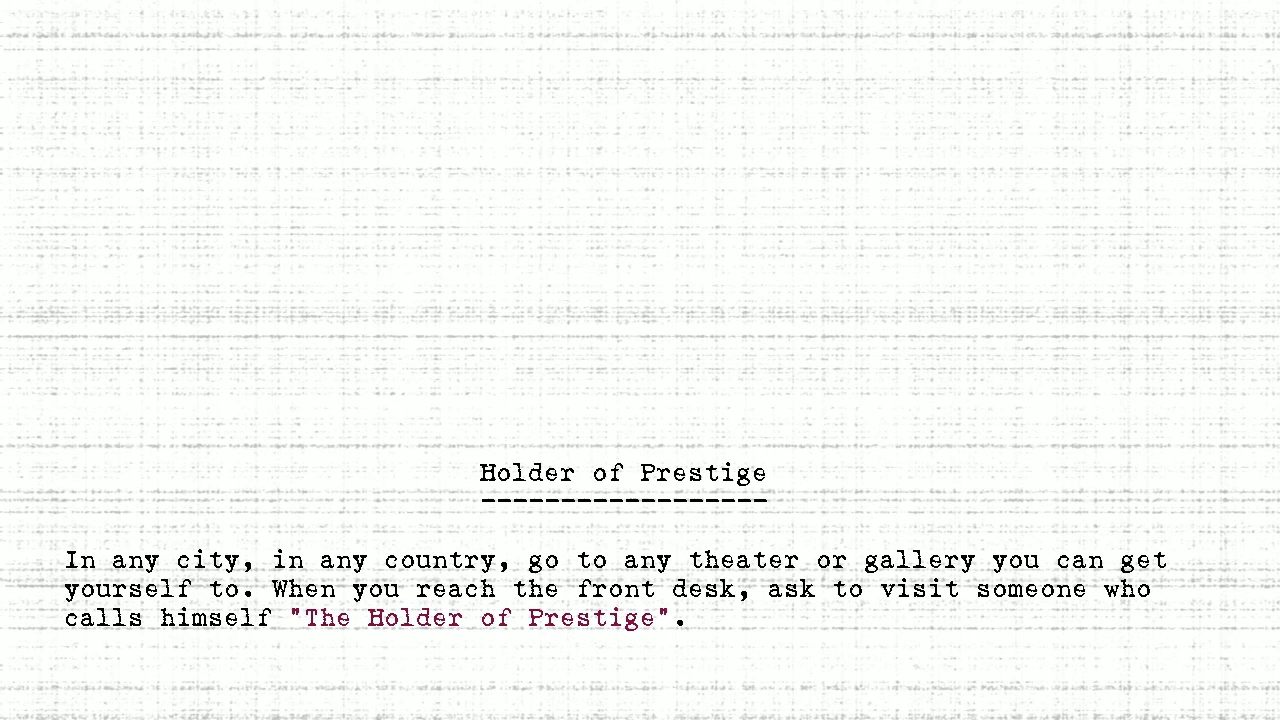 Holder of Prestige
------------------
In any city, in any country, go to any theater or gallery you can get
yourself to. When you reach the front desk, ask to visit someone who
calls himself "The Holder of Prestige".